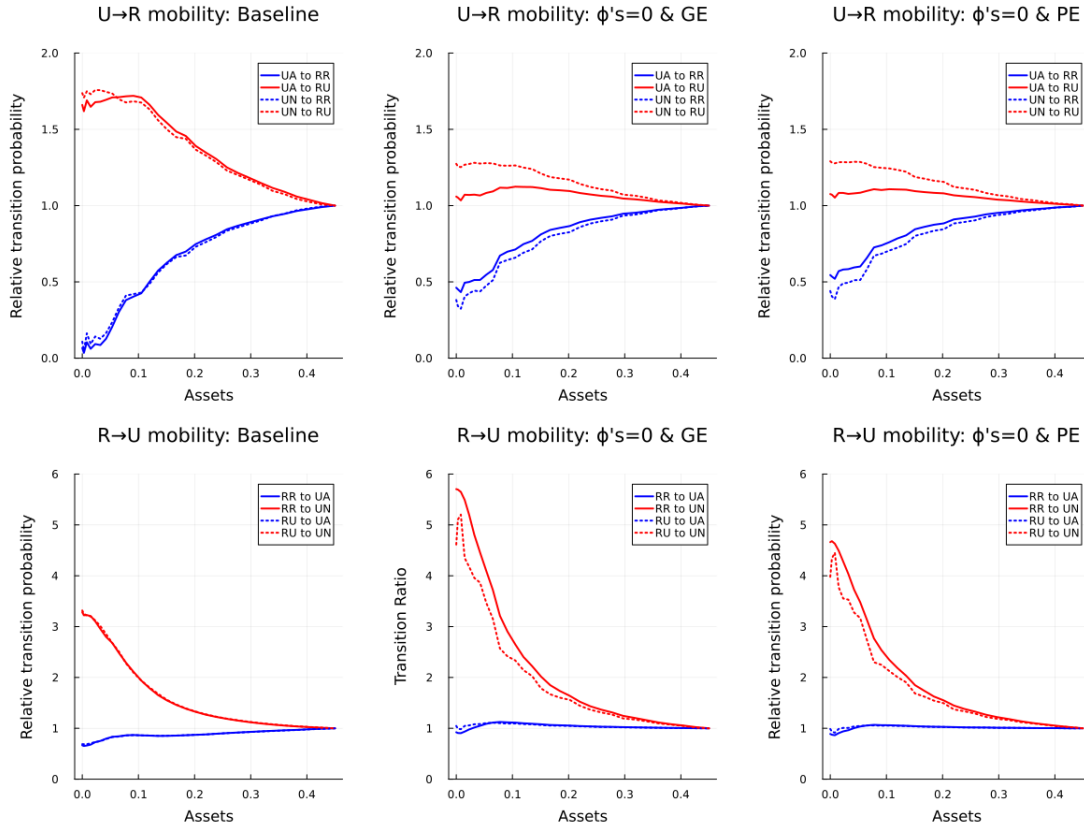 U→R mobility: Baseline
Relative transition probability
2.0
1.5
1.0
0.5
0.0
UA to RR
UA to RU
UN to RR
UN to RU
0.0 0.1 0.2 0.3 0.4
Assets
U→R mobility: ϕ's=0 & GE
Relative transition probability
2.0
1.5
1.0
0.5
0.0
UA to RR
UA to RU
UN to RR
UN to RU
0.0 0.1 0.2 0.3 0.4
Assets
U→R mobility: ϕ's=0 & PE
Relative transition probability
2.0
1.5
1.0
0.5
0.0
UA to RR
UA to RU
UN to RR
UN to RU
0.0 0.1 0.2 0.3 0.4
Assets
R→U mobility: Baseline
Relative transition probability
6
5
4
3
2
1
0
RR to UA
RR to UN
RU to UA
RU to UN
0.0 0.1 0.2 0.3 0.4
Assets
R→U mobility: ϕ's=0 & GE
Transition Ratio
6
5
4
3
2
1
0
RR to UA
RR to UN
RU to UA
RU to UN
0.0 0.1 0.2 0.3 0.4
Assets
R→U mobility: ϕ's=0 & PE
Relative transition probability
6
5
4
3
2
1
0
RR to UA
RR to UN
RU to UA
RU to UN
0.0 0.1 0.2 0.3 0.4
Assets